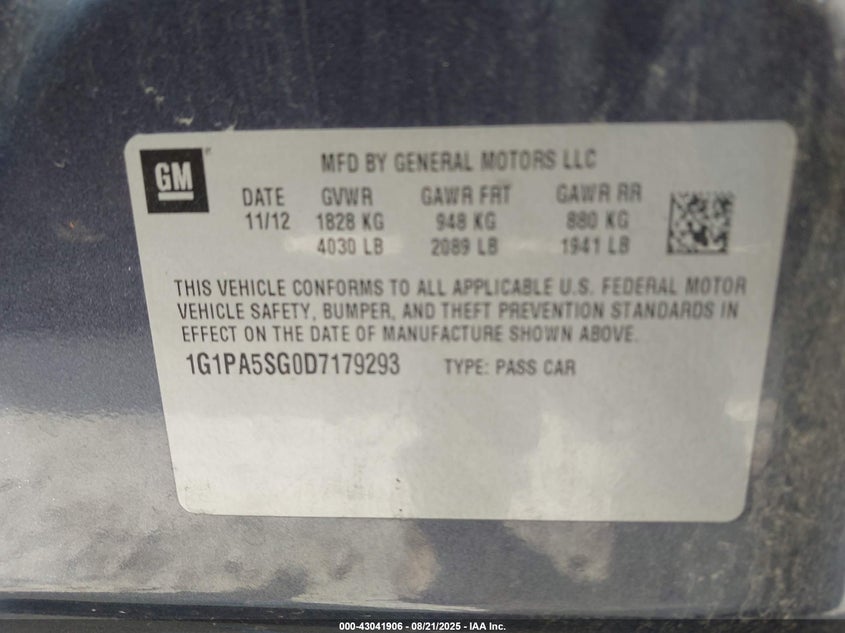 GM
MFD BY GENERAL MOTORS LLC
DATE GVWR GAWR FRT GAWR RR
11/12 1828 KG 948 KG 880 KG
4030 LB 2089 LB 1941 LB
THIS VEHICLE CONFORMS TO ALL APPLICABLE U.S. FEDERAL MOTOR
VEHICLE SAFETY, BUMPER, AND THEFT PREVENTION STANDARDS IN
EFFECT ON THE DATE OF MANUFACTURE SHOWN ABOVE.
1G1PA5SG0D7179293 TYPE: PASS CAR
000-43041906 - 08/21/2025 - IAA Inc.